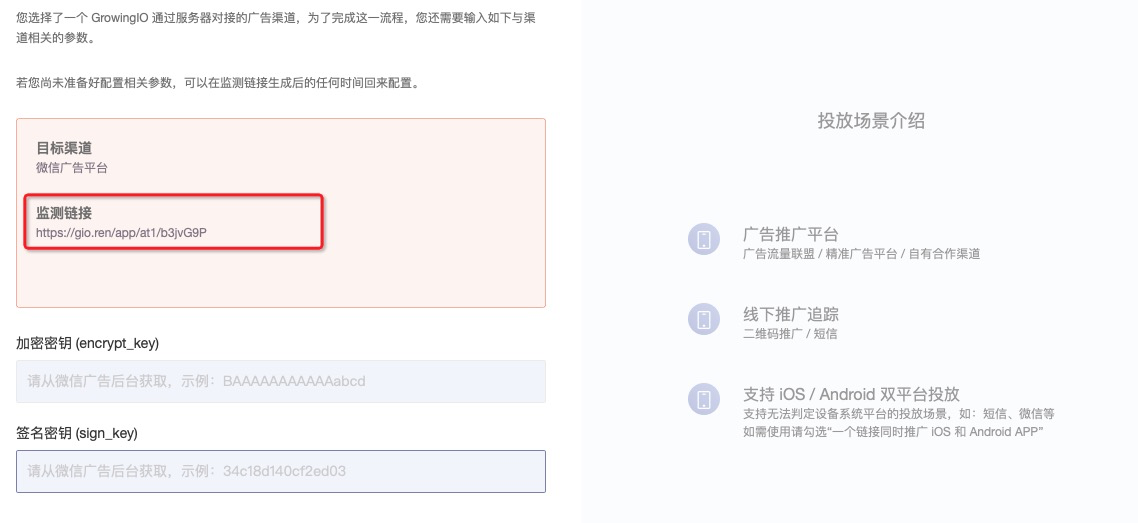 您选择了一个 GrowingIO 通过服务器对接的广告渠道，为了完成这一流程，您还需要输入如下与渠
道相关的参数。
若您尚未准备好配置相关参数，可以在监测链接生成后的任何时间回来配置。
目标渠道
微信广告平台
监测链接
https://gio.ren/app/at1/b3jvG9P
加密密钥 (encrypt_key)
请从微信广告后台获取，示例：BAAAAAAAAAAAabcd
签名密钥 (sign_key)
请从微信广告后台获取，示例：34c18d140cf2ed03
投放场景介绍
广告推广平台
广告流量联盟 / 精准广告平台 / 自有合作渠道
线下推广追踪
二维码推广 / 短信
支持 iOS / Android 双平台投放
支持无法判定设备系统平台的投放场景，如：短信、微信等
如需使用请勾选“一个链接同时推广 iOS 和 Android APP”